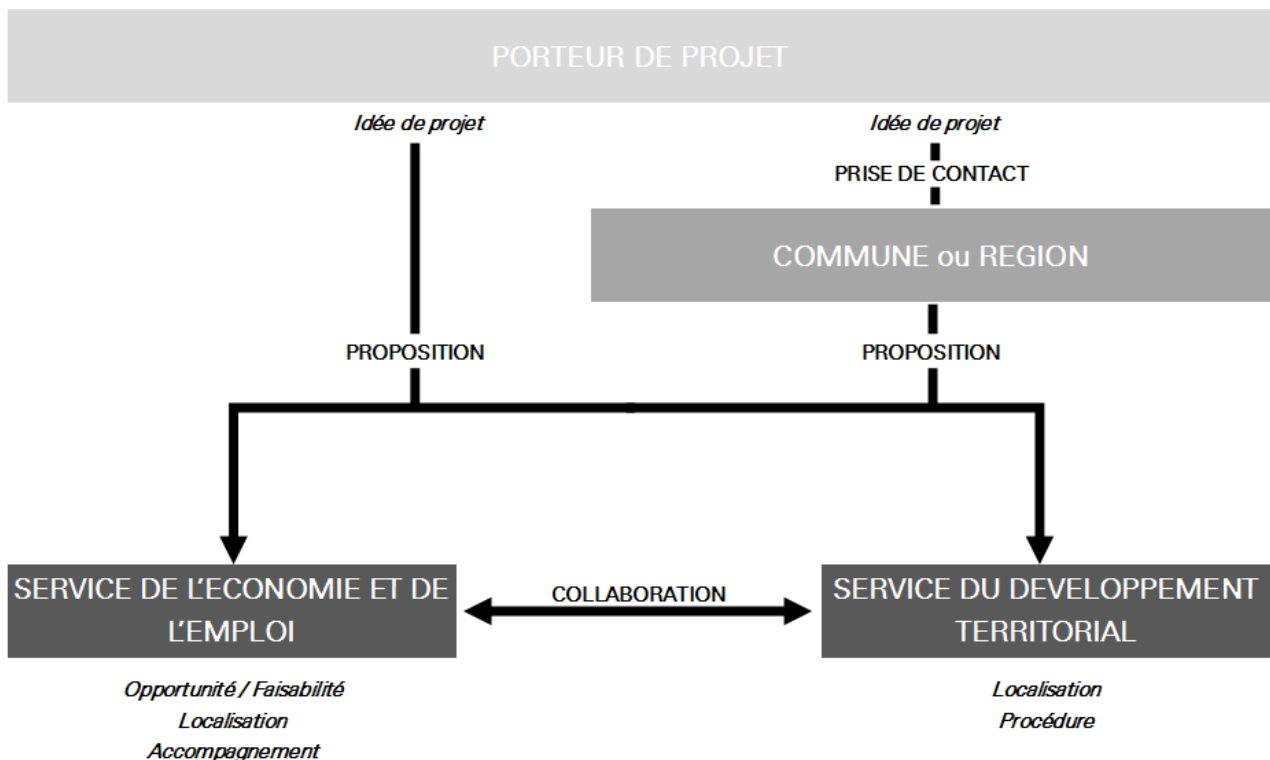 PORTEUR DE PROJET
Idée de projet
Idée de projet
PRISE DE CONTACT
COMMUNE ou REGION
PROPOSITION
PROPOSITION
SERVICE DE L'ECONOMIE ET DE
L'EMPLOI
COLLABORATION
SERVICE DU DEVELOPPEMENT
TERRITORIAL
Opportunité / Faisabilité
Localisation
Accompagnement
Localisation
Procédure